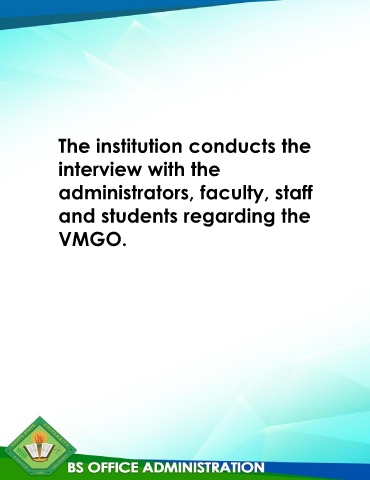 The institution conducts the
interview with the
administrators, faculty, staff
and students regarding the
VMGO.
BS OFFICE ADMINISTRATION